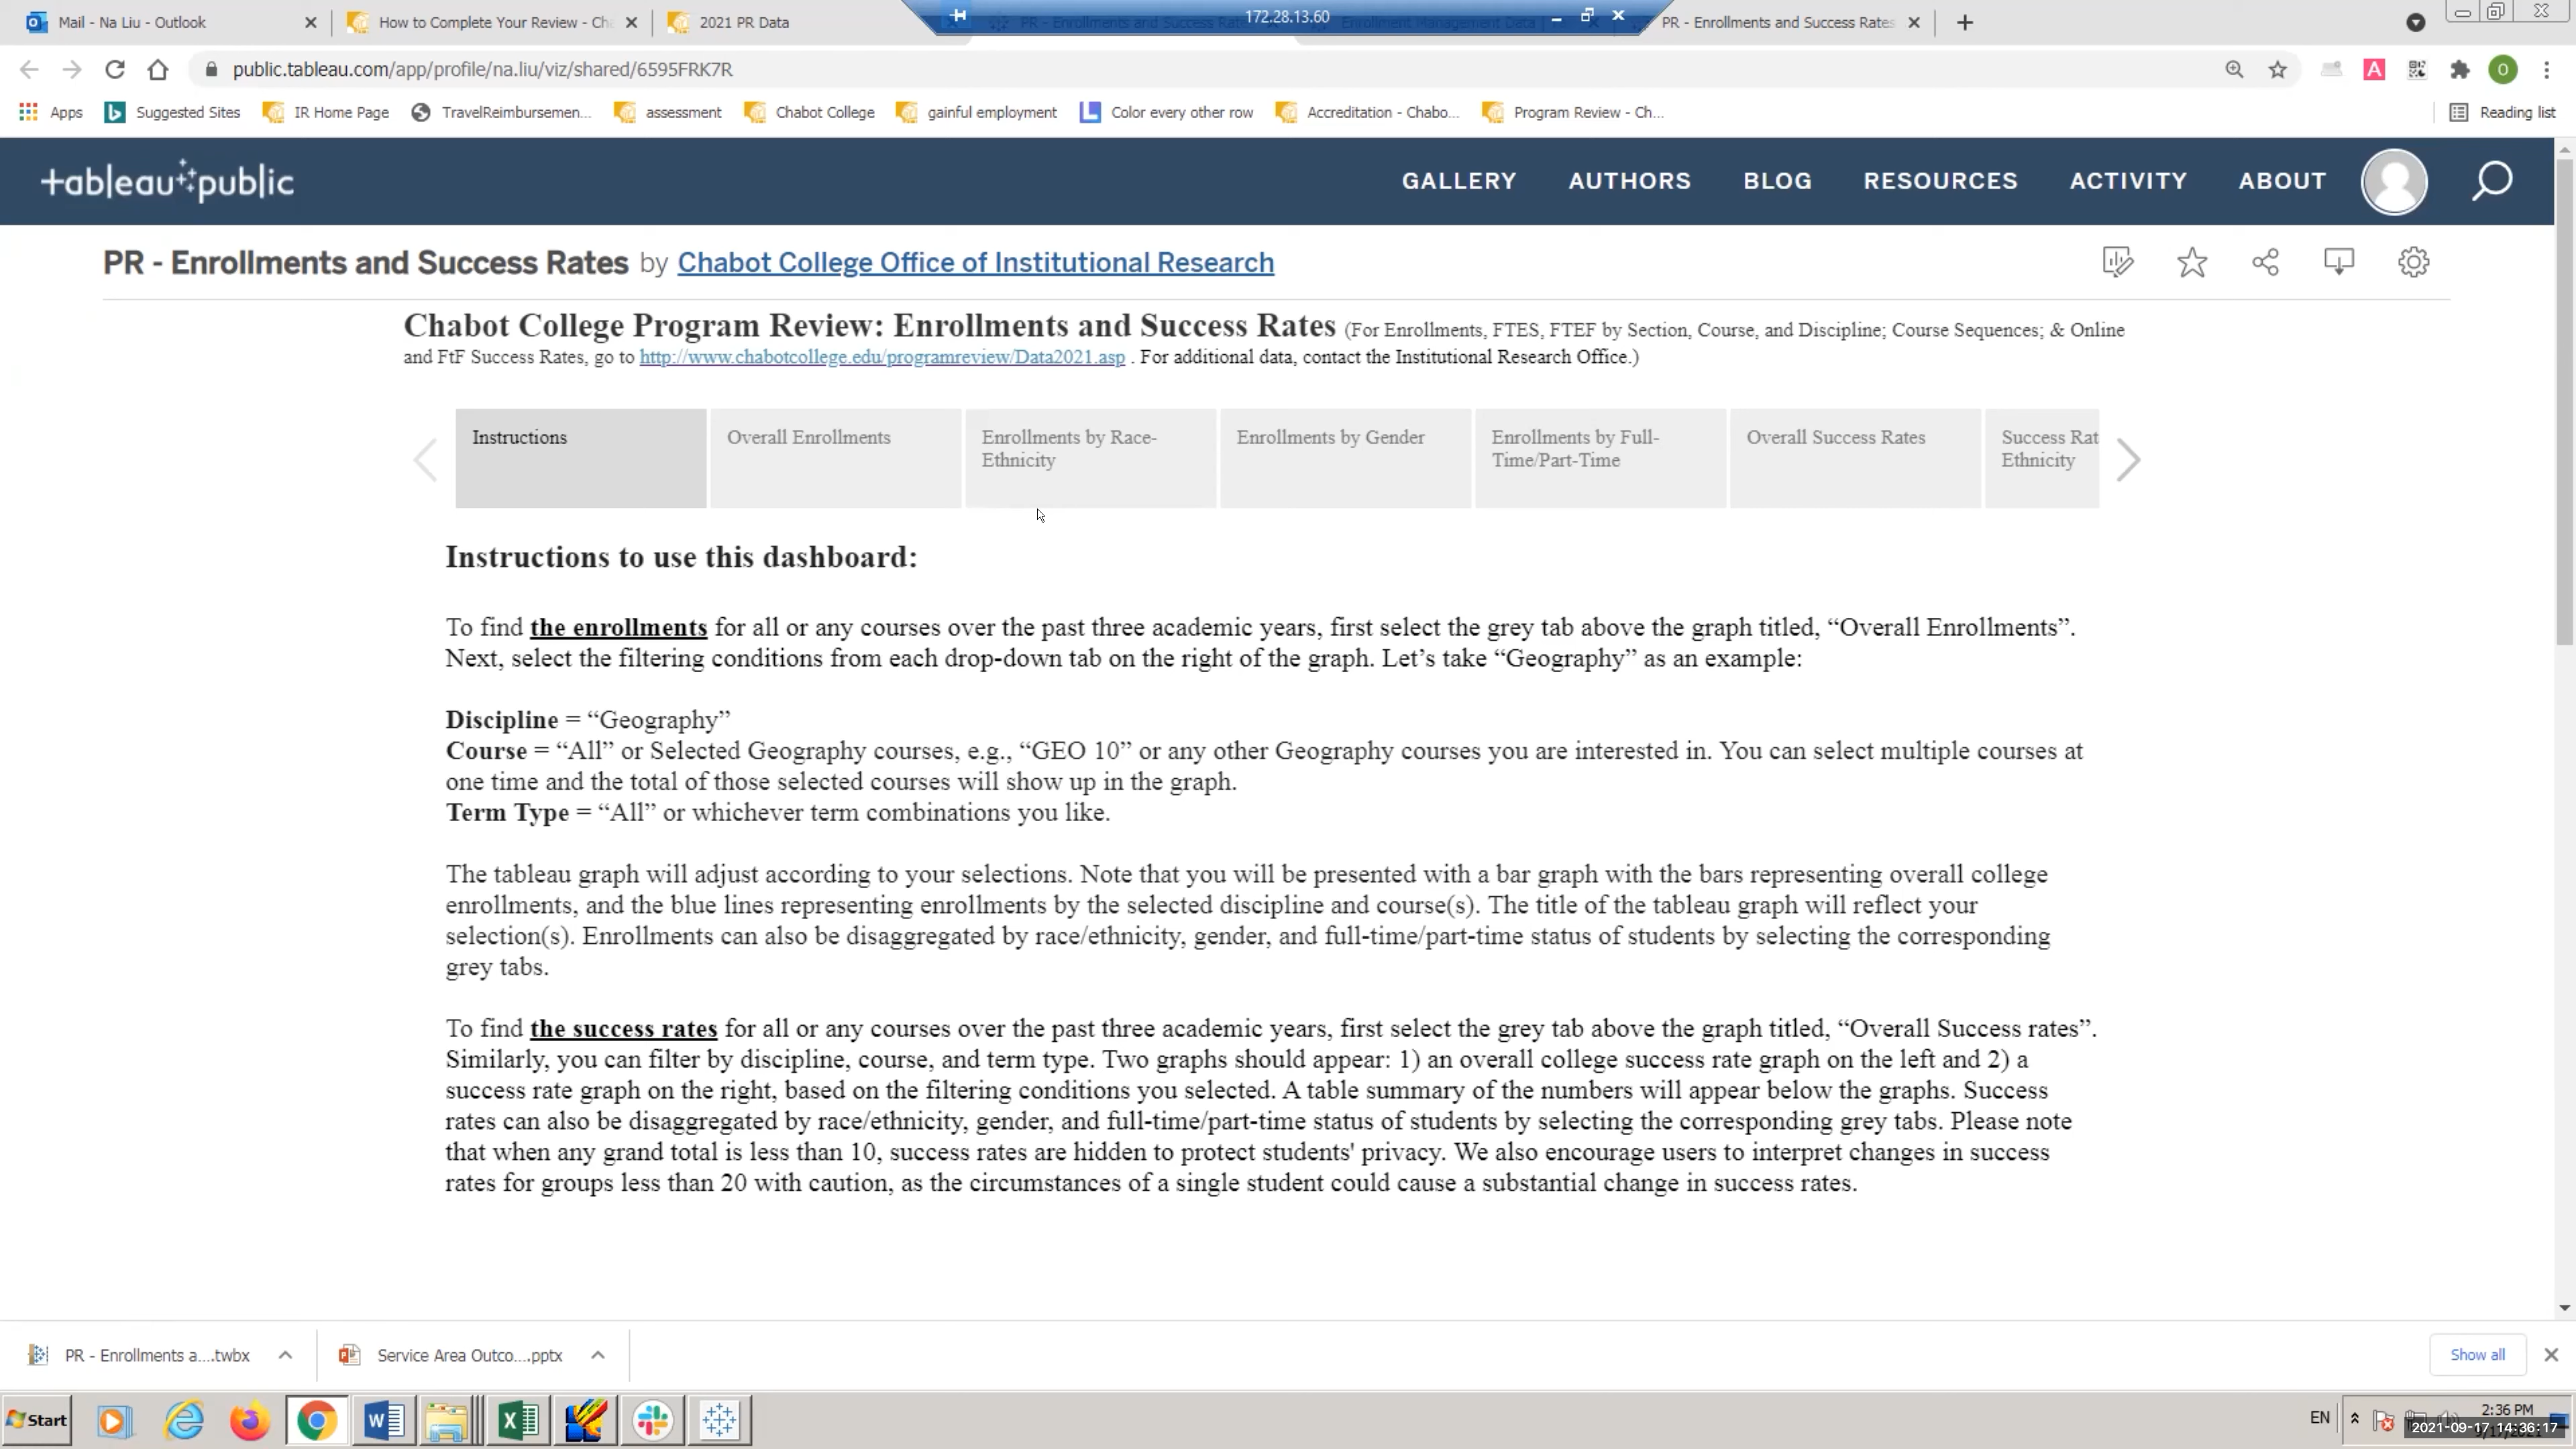 Mail - Na Liu - Outlook
How to Complete Your Review - Cha
2021 PR Data
PR - Enrollments and Success Rat
172.28.13.60
Enrollment Management Data |
PR - Enrollments and Success Rates
public.tableau.com/app/profile/na.liu/viz/shared/6595FRK7R
A
O
Apps
Suggested Sites
IR Home Page
TravelReimbursemen...
assessment
Chabot College
gainful employment
L
Color every other row
Accreditation - Chabo...
Program Review - Ch...
Reading list
tableau public
GALLERY
AUTHORS
BLOG
RESOURCES
ACTIVITY
ABOUT
PR - Enrollments and Success Rates by Chabot College Office of Institutional Research
Chabot College Program Review: Enrollments and Success Rates (For Enrollments, FTES, FTEF by Section, Course, and Discipline; Course Sequences; & Online
and FtF Success Rates, go to http://www.chabotcollege.edu/programreview/Data2021.asp . For additional data, contact the Institutional Research Office.)
Instructions
Overall Enrollments
Enrollments by Race-
Ethnicity
Enrollments by Gender
Enrollments by Full-
Time/Part-Time
Overall Success Rates
Success Rat
Ethnicity
Instructions to use this dashboard:
To find the enrollments for all or any courses over the past three academic years, first select the grey tab above the graph titled, “Overall Enrollments”.
Next, select the filtering conditions from each drop-down tab on the right of the graph. Let’s take “Geography” as an example:
Discipline = “Geography”
Course = “All” or Selected Geography courses, e.g., “GEO 10” or any other Geography courses you are interested in. You can select multiple courses at
one time and the total of those selected courses will show up in the graph.
Term Type = “All” or whichever term combinations you like.
The tableau graph will adjust according to your selections. Note that you will be presented with a bar graph with the bars representing overall college
enrollments, and the blue lines representing enrollments by the selected discipline and course(s). The title of the tableau graph will reflect your
selection(s). Enrollments can also be disaggregated by race/ethnicity, gender, and full-time/part-time status of students by selecting the corresponding
grey tabs.
To find the success rates for all or any courses over the past three academic years, first select the grey tab above the graph titled, “Overall Success rates”.
Similarly, you can filter by discipline, course, and term type. Two graphs should appear: 1) an overall college success rate graph on the left and 2) a
success rate graph on the right, based on the filtering conditions you selected. A table summary of the numbers will appear below the graphs. Success
rates can also be disaggregated by race/ethnicity, gender, and full-time/part-time status of students by selecting the corresponding grey tabs. Please note
that when any grand total is less than 10, success rates are hidden to protect students' privacy. We also encourage users to interpret changes in success
rates for groups less than 20 with caution, as the circumstances of a single student could cause a substantial change in success rates.
PR - Enrollments a....twbx
Service Area Outco....pptx
Show all
Start
EN
2:36 PM
2021-09-17 14:36:17